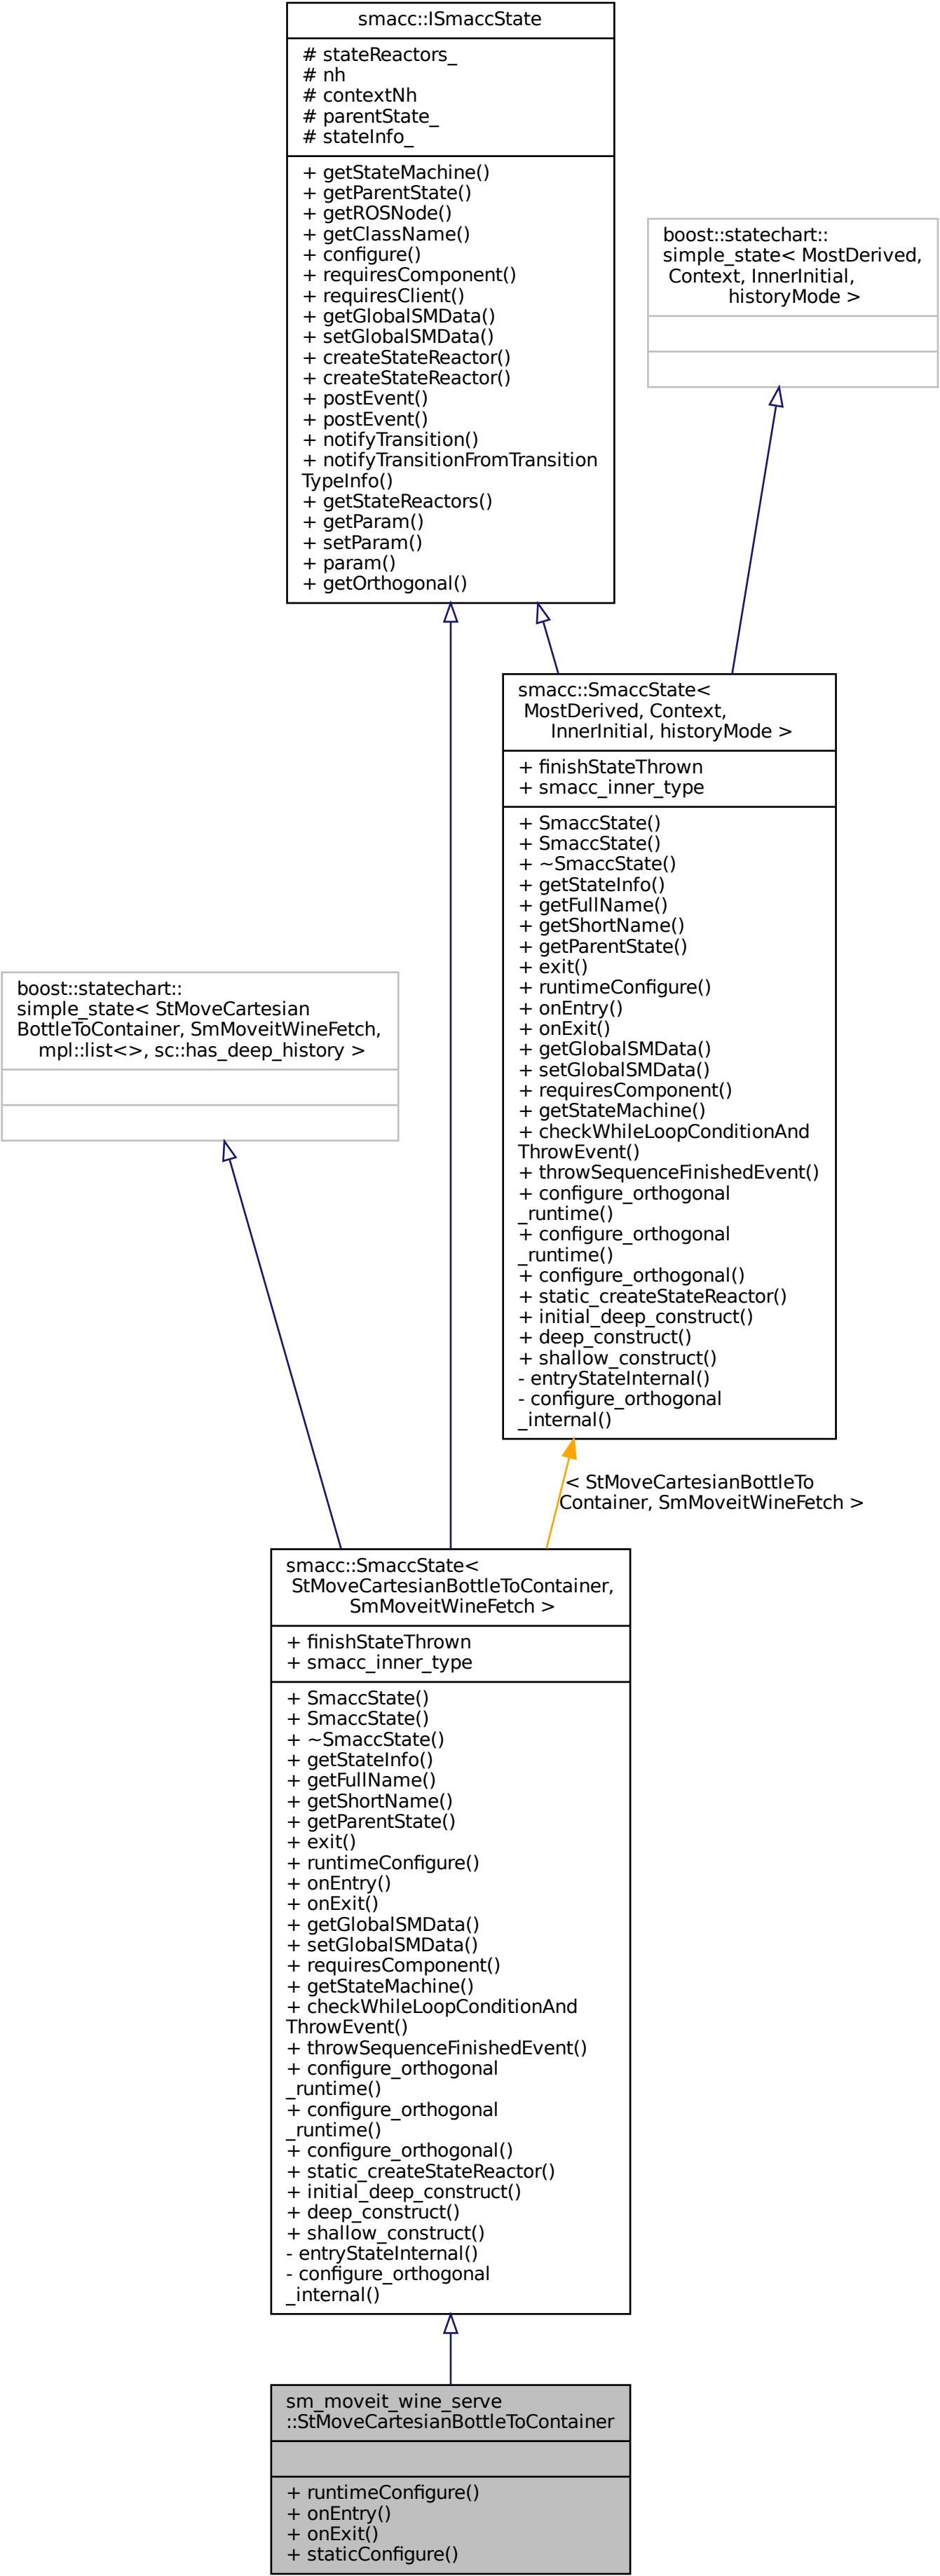 smacc::ISmaccState
# stateReactors_
# nh
# contextNh
# parentState_
# stateInfo_
+ getStateMachine()
+ getParentState()
+ getROSNode()
+ getClassName()
+ configure()
+ requiresComponent()
+ requiresClient()
+ getGlobalSMData()
+ setGlobalSMData()
+ createStateReactor()
+ createStateReactor()
+ postEvent()
+ postEvent()
+ notifyTransition()
+ notifyTransitionFromTransition
TypeInfo()
+ getStateReactors()
+ getParam()
+ setParam()
+ param()
+ getOrthogonal()
boost::statechart::
simple_state< MostDerived,
Context, InnerInitial,
historyMode >
smacc::SmaccState<
MostDerived, Context,
InnerInitial, historyMode >
+ finishStateThrown
+ smacc_inner_type
+ SmaccState()
+ SmaccState()
+ ~SmaccState()
+ getStateInfo()
+ getFullName()
+ getShortName()
+ getParentState()
+ exit()
+ runtimeConfigure()
+ onEntry()
+ onExit()
+ getGlobalSMData()
+ setGlobalSMData()
+ requiresComponent()
+ getStateMachine()
+ checkWhileLoopConditionAnd
ThrowEvent()
+ throwSequenceFinishedEvent()
+ configure_orthogonal
_runtime()
+ configure_orthogonal
_runtime()
+ configure_orthogonal()
+ static_createStateReactor()
+ initial_deep_construct()
+ deep_construct()
+ shallow_construct()
- entryStateInternal()
- configure_orthogonal
_internal()
boost::statechart::
simple_state< StMoveCartesian
BottleToContainer, SmMoveitWineFetch,
mpl::list<>, sc::has_deep_history >
< StMoveCartesianBottleTo
Container, SmMoveitWineFetch >
smacc::SmaccState<
StMoveCartesianBottleToContainer,
SmMoveitWineFetch >
+ finishStateThrown
+ smacc_inner_type
+ SmaccState()
+ SmaccState()
+ ~SmaccState()
+ getStateInfo()
+ getFullName()
+ getShortName()
+ getParentState()
+ exit()
+ runtimeConfigure()
+ onEntry()
+ onExit()
+ getGlobalSMData()
+ setGlobalSMData()
+ requiresComponent()
+ getStateMachine()
+ checkWhileLoopConditionAnd
ThrowEvent()
+ throwSequenceFinishedEvent()
+ configure_orthogonal
_runtime()
+ configure_orthogonal
_runtime()
+ configure_orthogonal()
+ static_createStateReactor()
+ initial_deep_construct()
+ deep_construct()
+ shallow_construct()
- entryStateInternal()
- configure_orthogonal
_internal()
sm_moveit_wine_serve
::StMoveCartesianBottleToContainer
+ runtimeConfigure()
+ onEntry()
+ onExit()
+ staticConfigure()